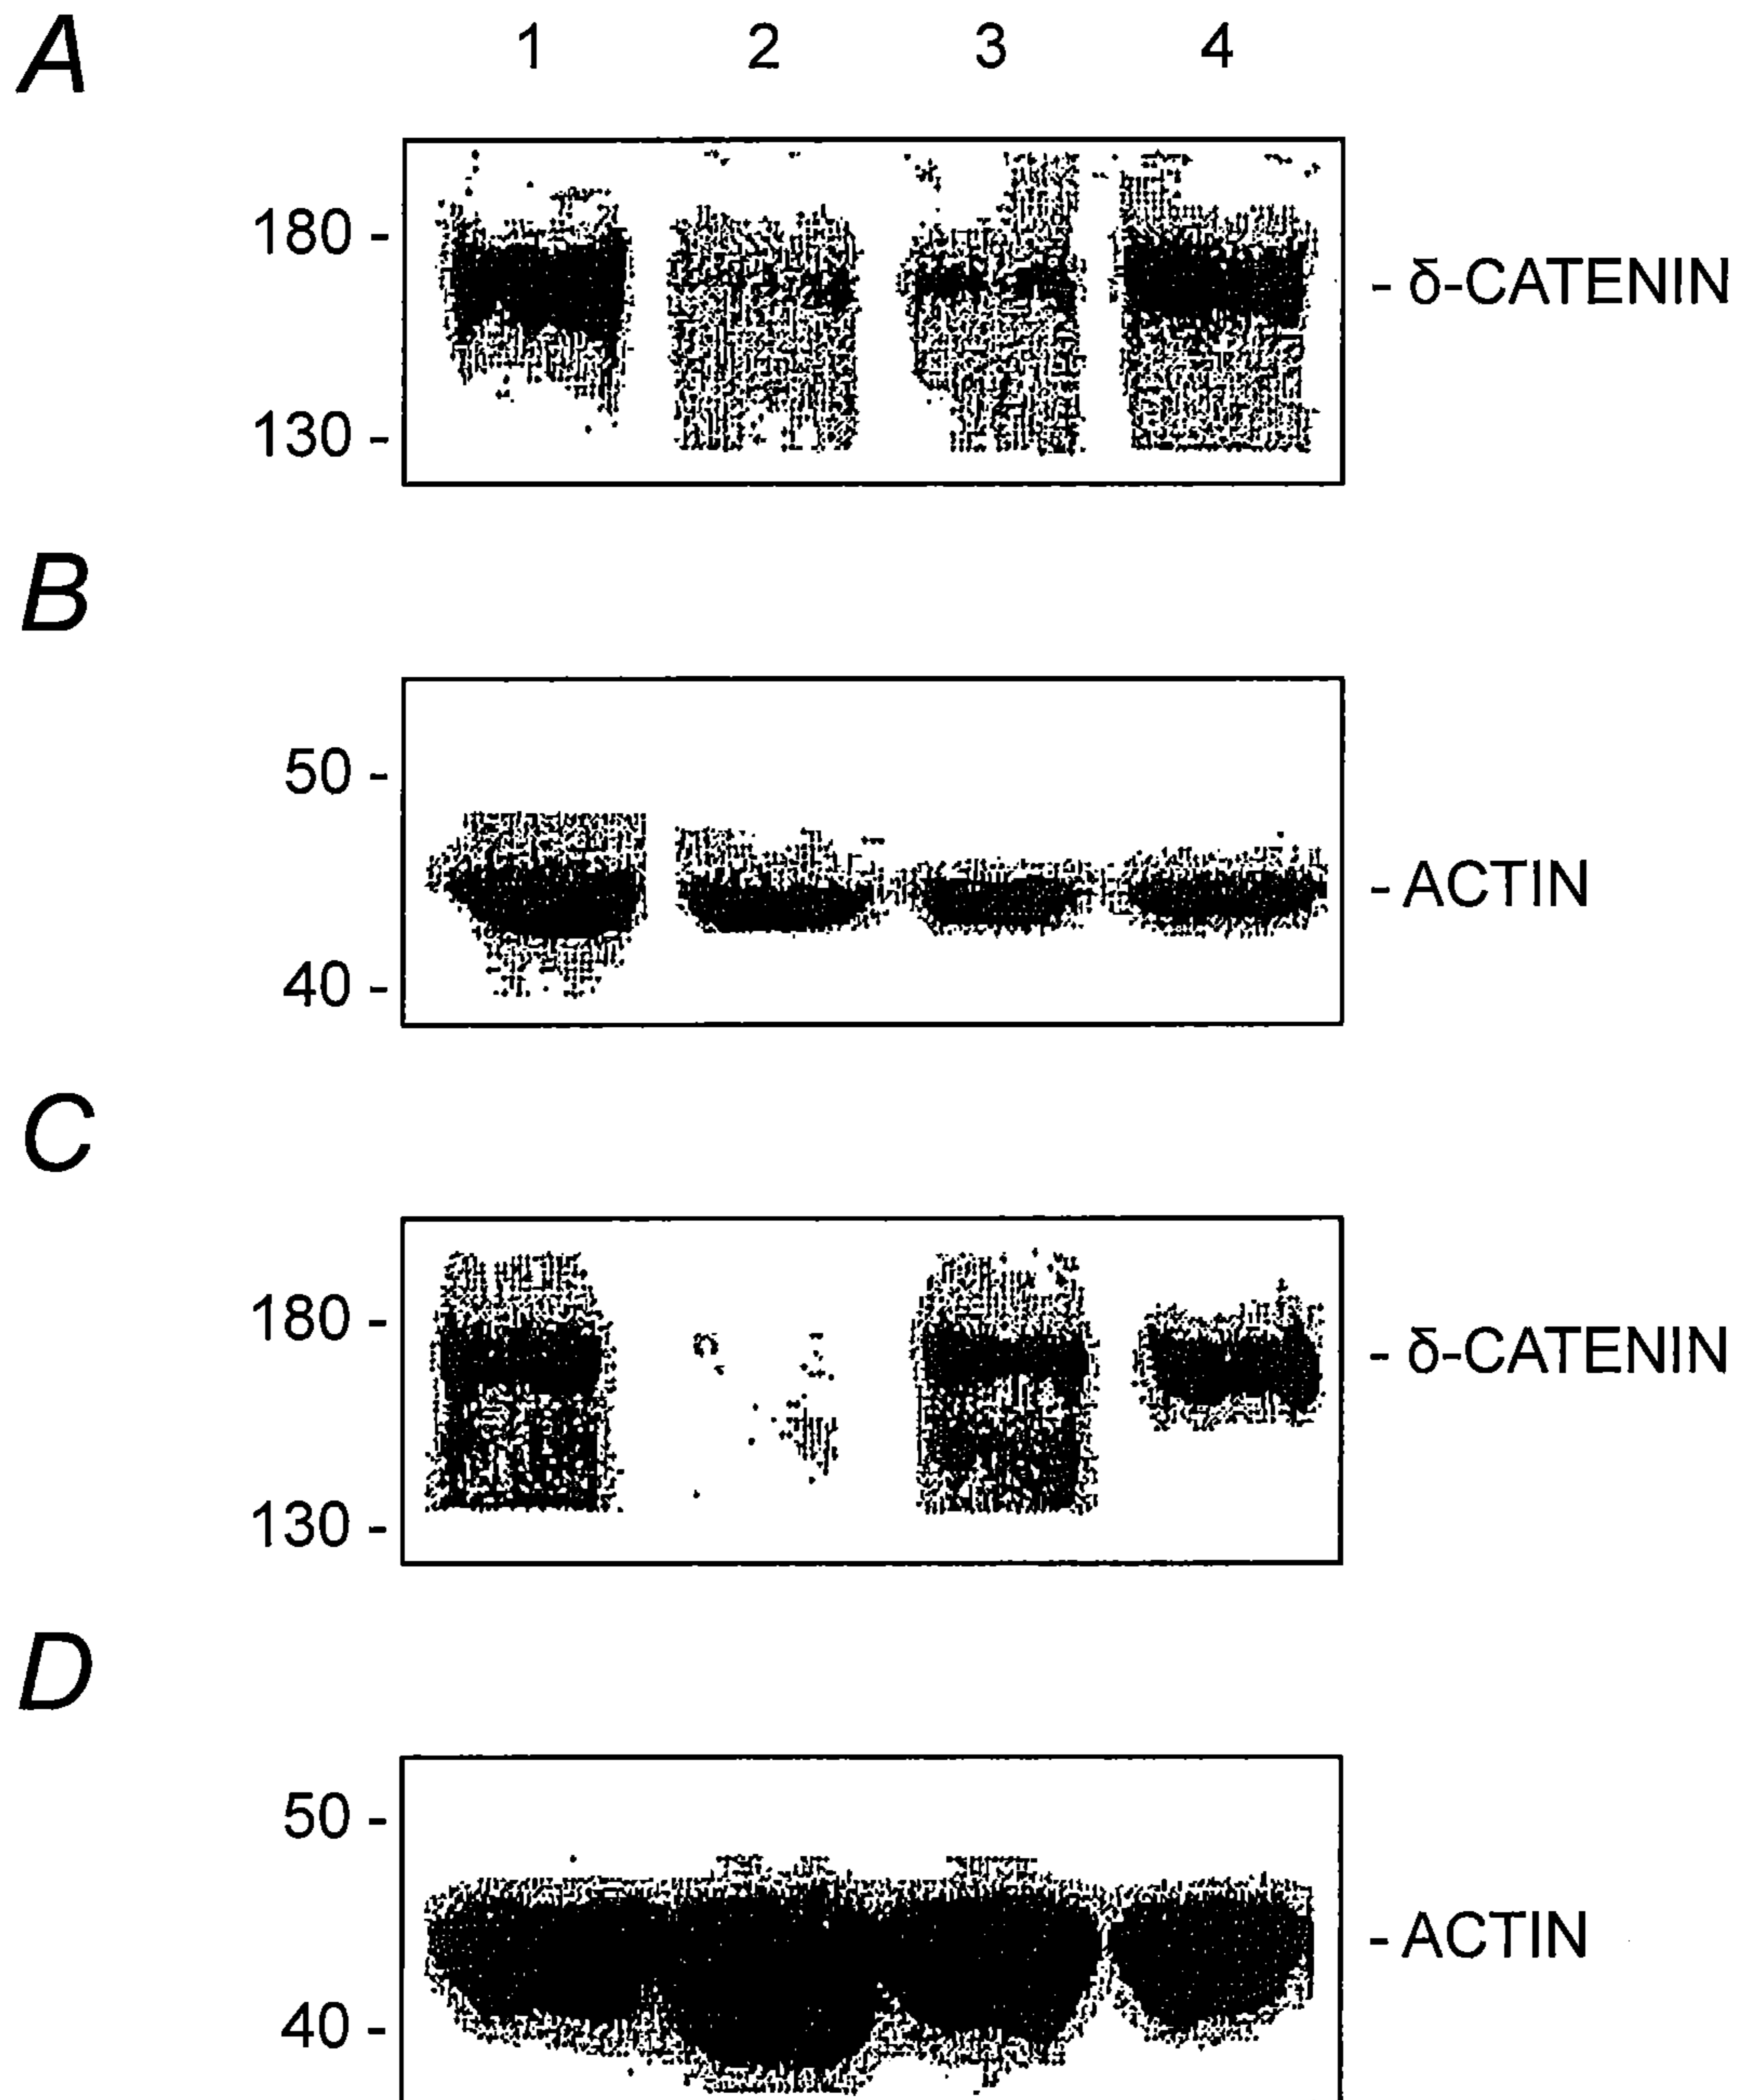 A 1 2 3 4
180 -
- δ-CATENIN
130 -
B
50 -
- ACTIN
40 -
C
180 -
- δ-CATENIN
130 -
D
50 -
- ACTIN
40 -